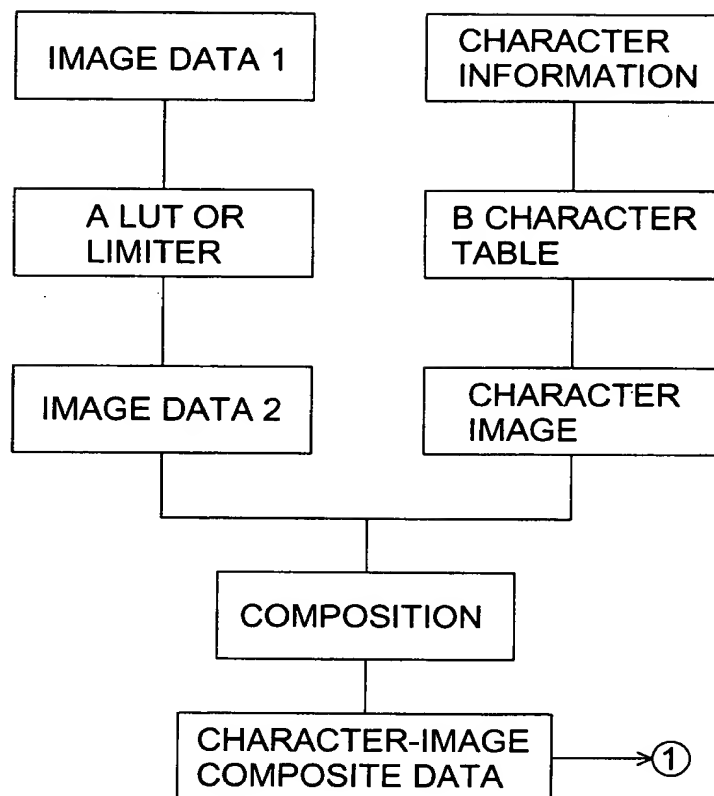 IMAGE DATA 1
CHARACTER
INFORMATION
A LUT OR
LIMITER
B CHARACTER
TABLE
IMAGE DATA 2
CHARACTER
IMAGE
COMPOSITION
CHARACTER-IMAGE
COMPOSITE DATA
1